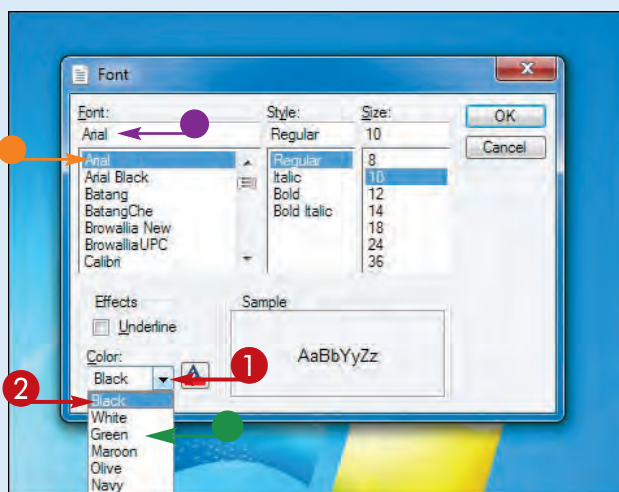 Font
Font:
Style:
Size:
Arial
Regular
10
OK
Cancel
Arial
Arial Black
Batang
BatangChe
Browallia New
BrowalliaUPC
Calibri
Regular
Italic
Bold
Bold Italic
8
10
12
14
18
24
36
Effects
Underline
Sample
AaBbYyZz
Color:
Black
1
2
Black
White
Green
Maroon
Olive
Navy